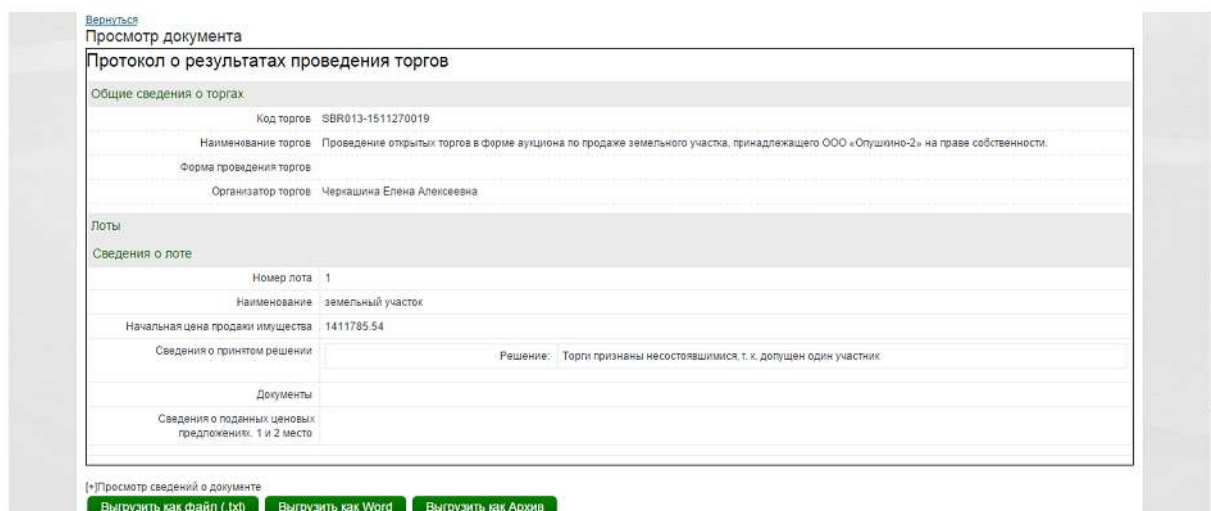 Вернуться
Просмотр документа
Протокол о результатах проведения торгов
Общие сведения о торгах
Код торгов SBR013-1511270019
Наименование торгов Проведение открытых торгов в форме аукциона по продаже земельного участка, принадлежащего ООО «Опушкино-2» на праве собственности.
Форма проведения торгов
Организатор торгов Черкашина Елена Алексеевна
Лоты
Сведения о лоте
Номер лота 1
Наименование земельный участок
Начальная цена продажи имущества 1411785.54
Сведения о принятом решении Решение: Торги признаны несостоявшимися, т. к. допущен один участник
Документы
Сведения о поданных ценовых
предложениях. 1 и 2 место
[+]Просмотр сведений о документе
Выгрузить как файл (.txt) Выгрузить как Word Выгрузить как Архив